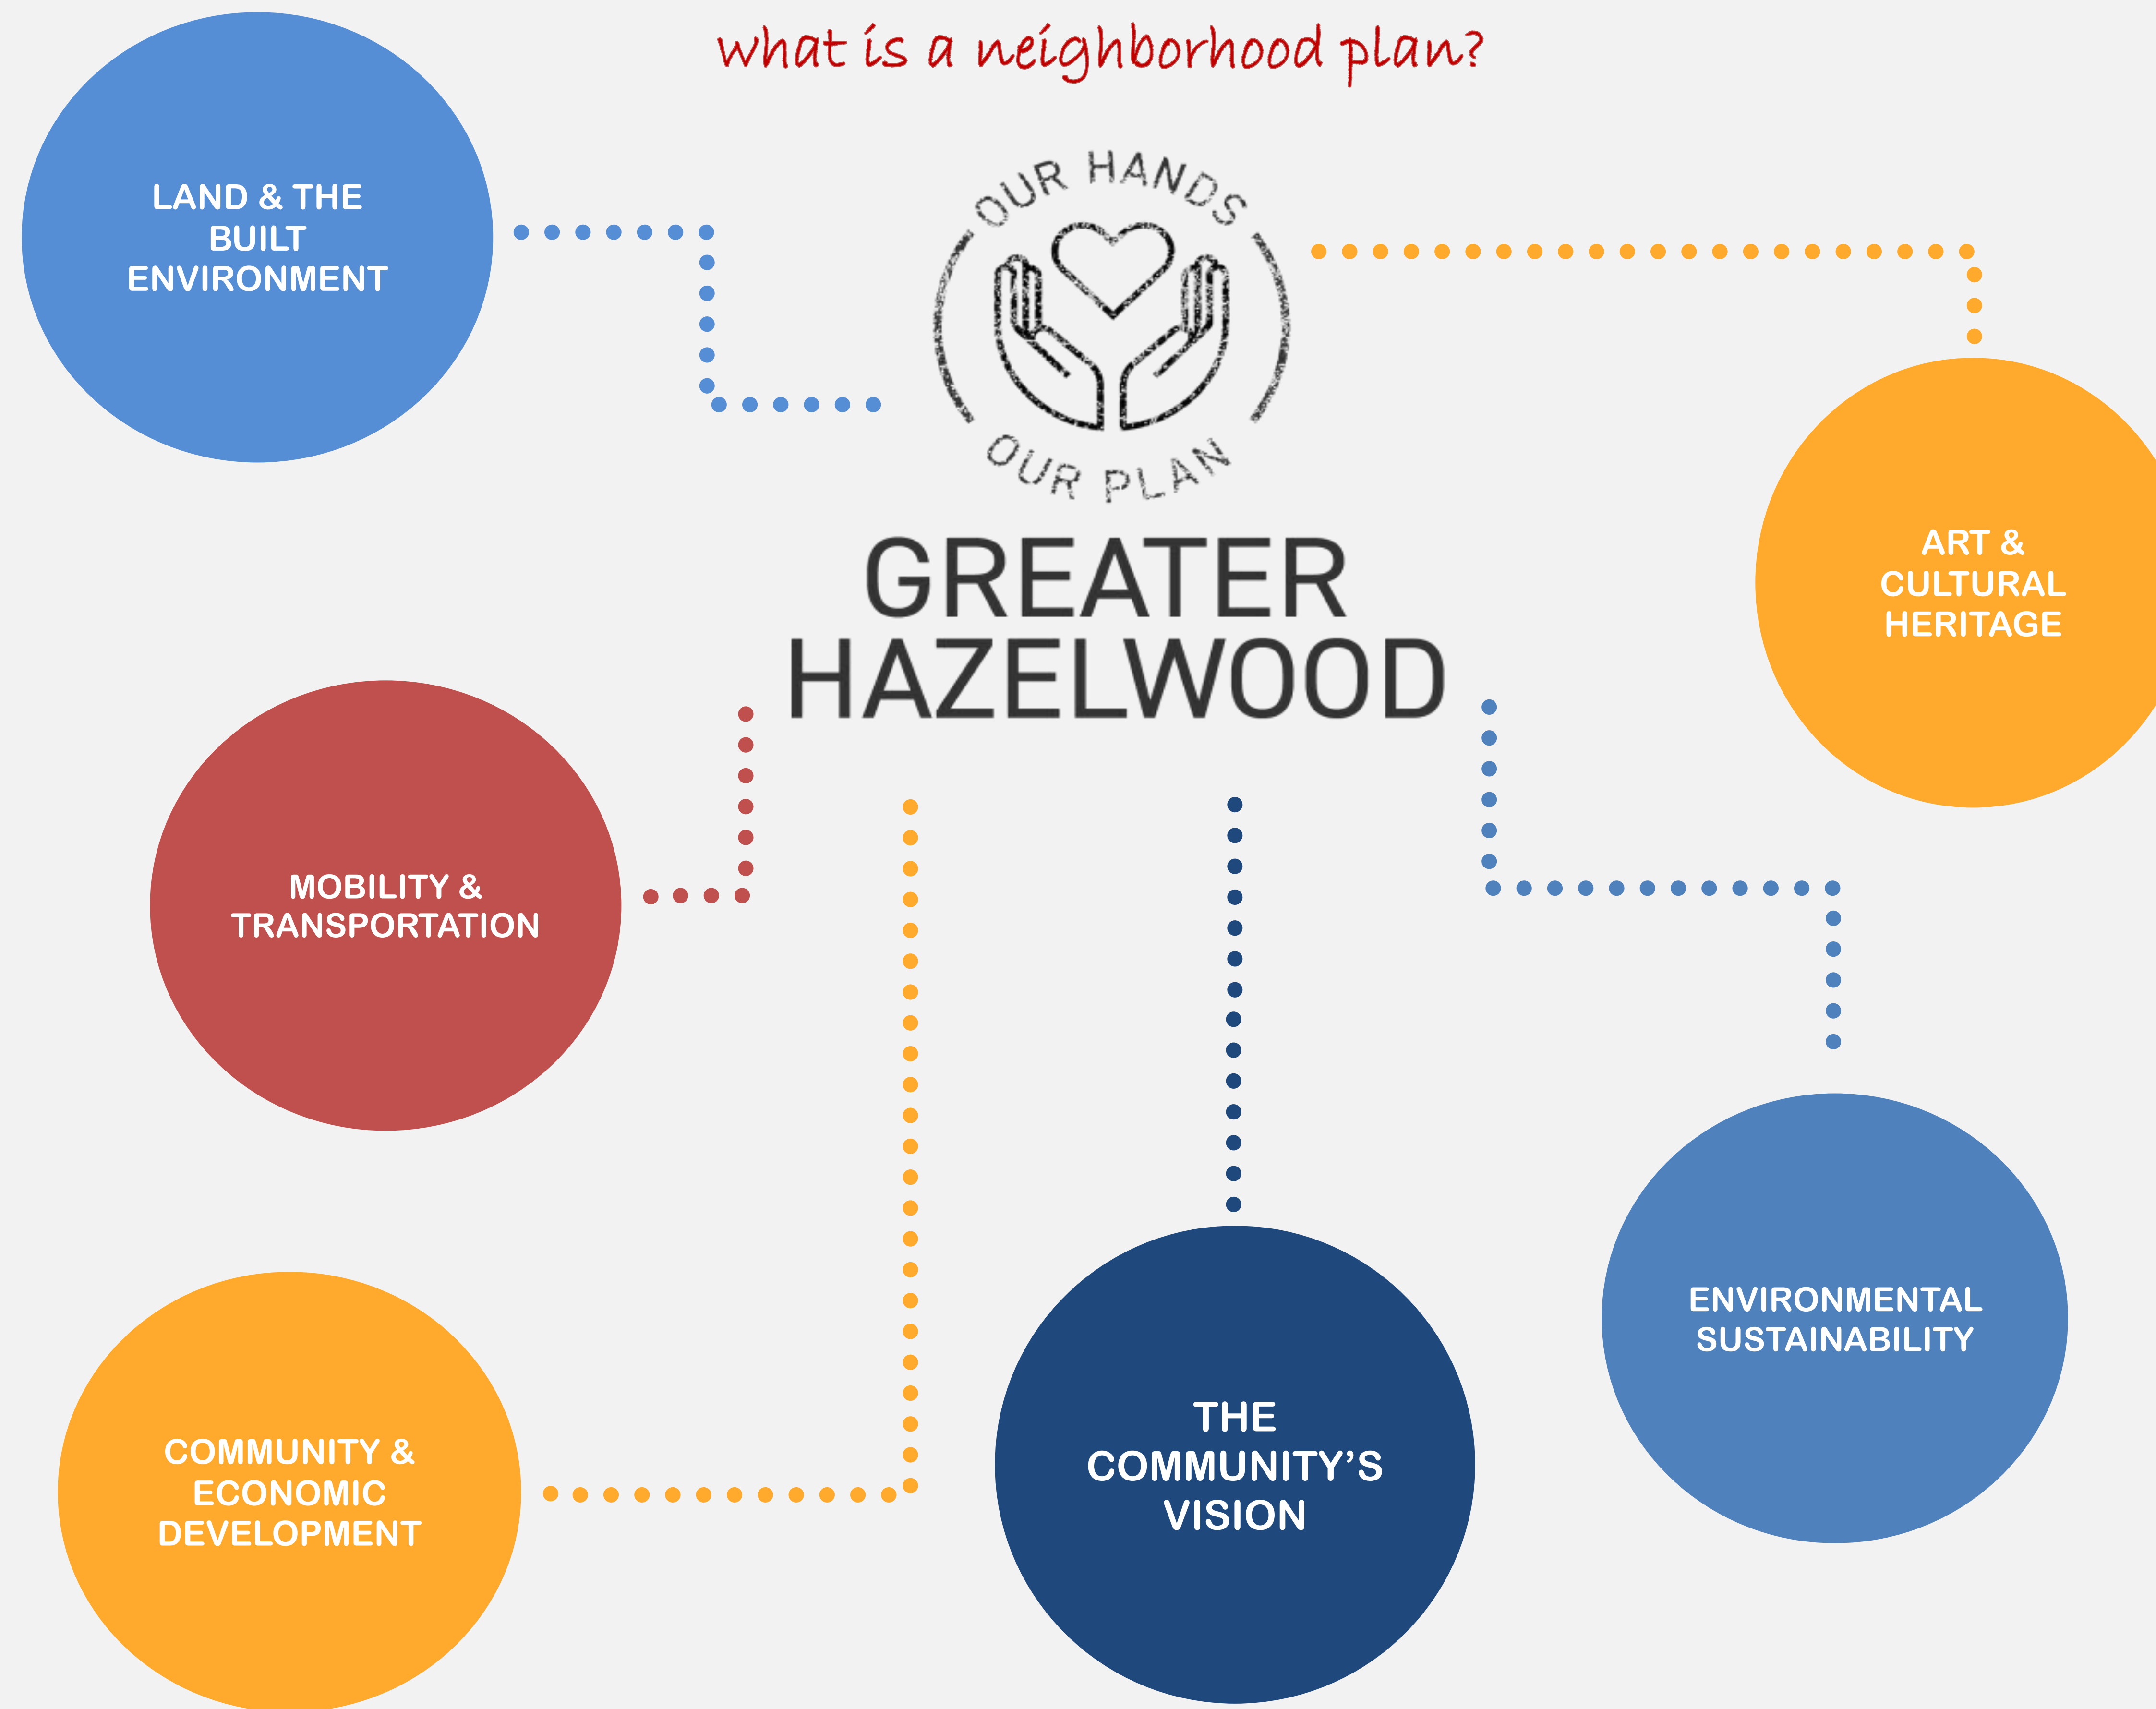 what is a neighborhood plan?
LAND & THE
BUILT
ENVIRONMENT
OUR HANDS
OUR PLAN
GREATER
HAZELWOOD
ART &
CULTURAL
HERITAGE
MOBILITY &
TRANSPORTATION
ENVIRONMENTAL
SUSTAINABILITY
COMMUNITY &
ECONOMIC
DEVELOPMENT
THE
COMMUNITY’S
VISION